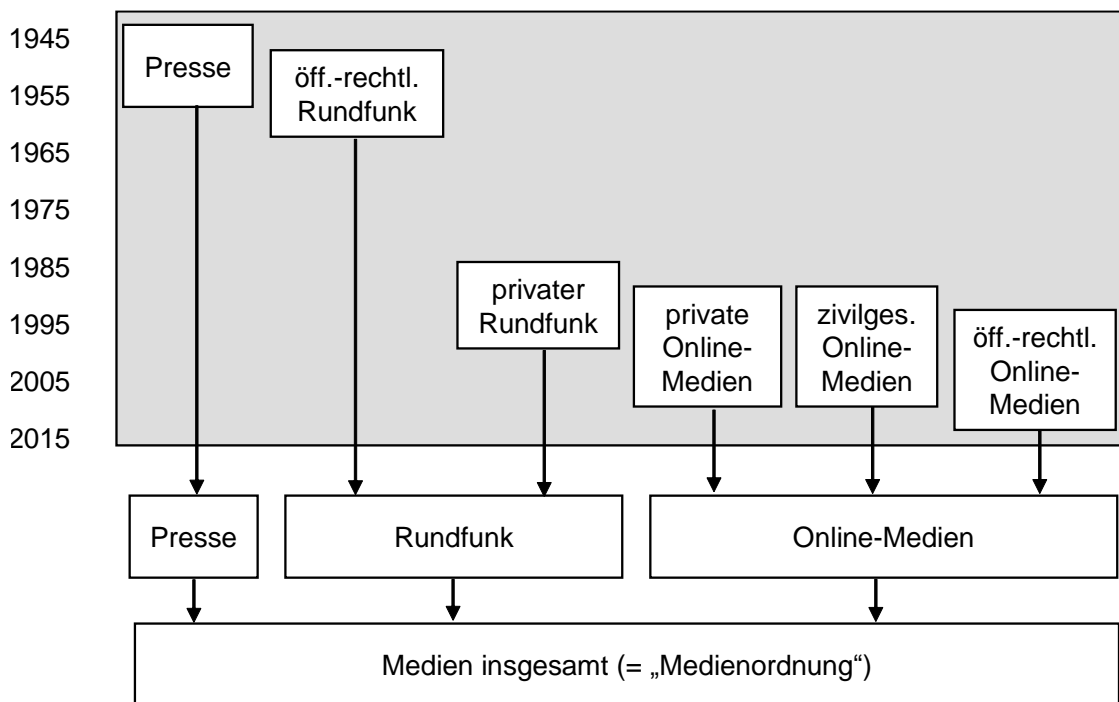 1945
1955
1965
1975
1985
1995
2005
2015
Presse
öff.-rechtl.
Rundfunk
privater
Rundfunk
private
Online-
Medien
zivilges.
Online-
Medien
öff.-rechtl.
Online-
Medien
Presse
Rundfunk
Online-Medien
Medien insgesamt (= „Medienordnung“)